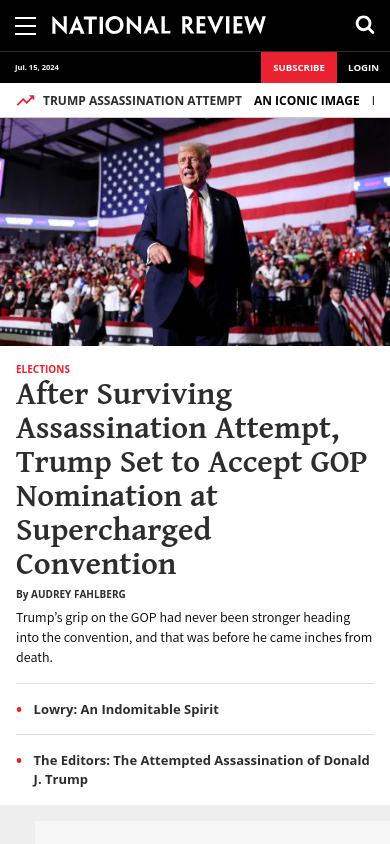 NATIONAL REVIEW
Jul. 15, 2024
SUBSCRIBE
LOGIN
TRUMP ASSASSINATION ATTEMPT AN ICONIC IMAGE
ELECTIONS
After Surviving
Assassination Attempt,
Trump Set to Accept GOP
Nomination at
Supercharged
Convention
By AUDREY FAHLBERG
Trump’s grip on the GOP had never been stronger heading
into the convention, and that was before he came inches from
death.
• Lowry: An Indomitable Spirit
• The Editors: The Attempted Assassination of Donald
J. Trump